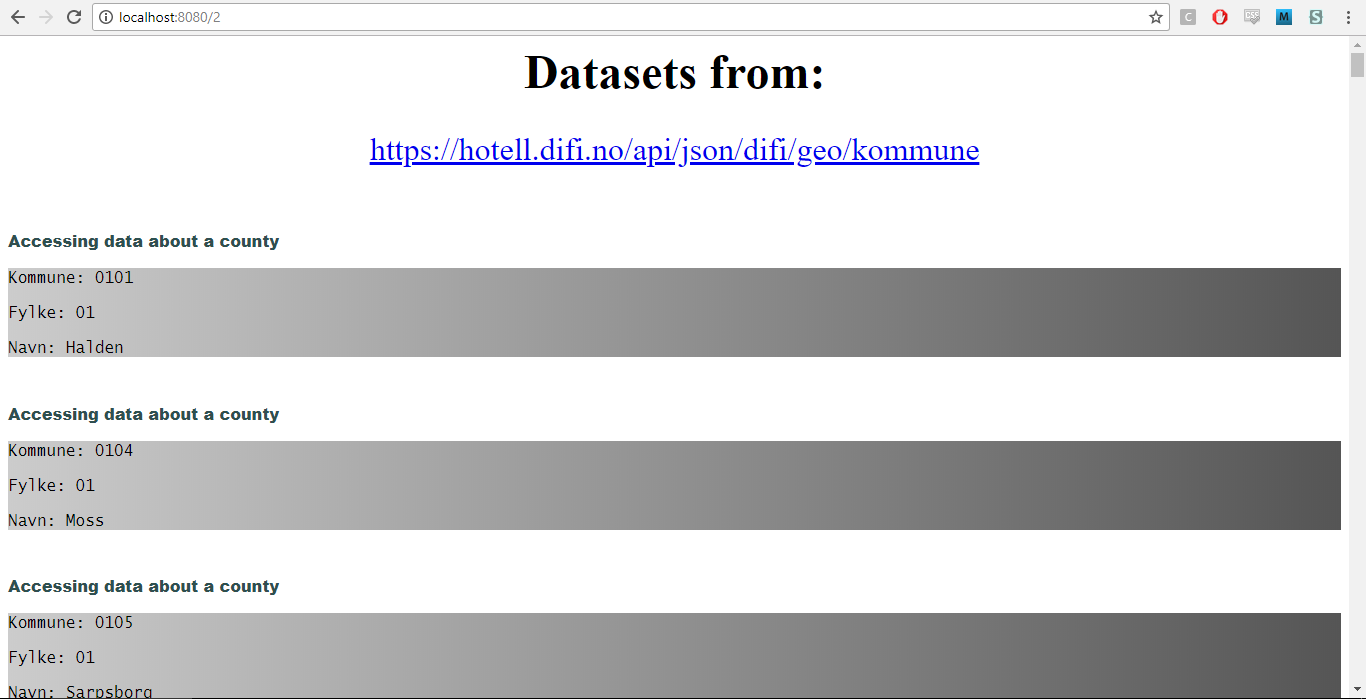 localhost:8080/2
C
CSS
M
S
Datasets from:
https://hotell.difi.no/api/json/difi/geo/kommune
Accessing data about a county
Kommune: 0101
Fylke: 01
Navn: Halden
Accessing data about a county
Kommune: 0104
Fylke: 01
Navn: Moss
Accessing data about a county
Kommune: 0105
Fylke: 01
Navn: Sarpsborg